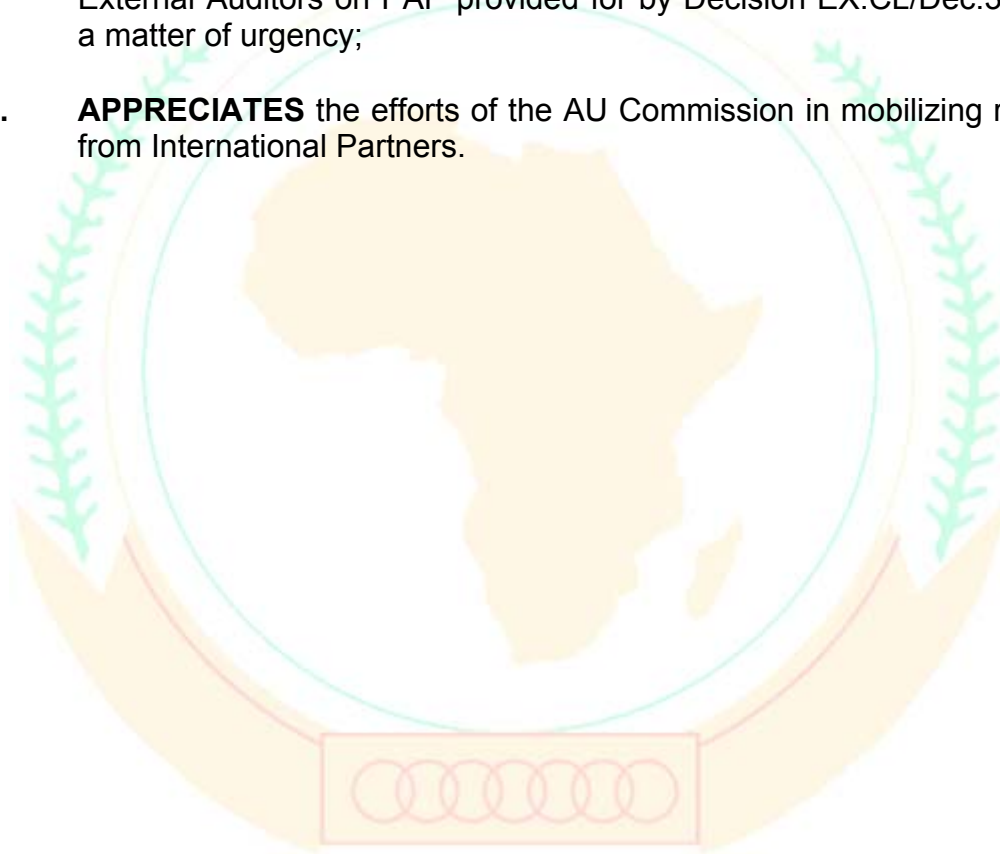 External Auditors on PAP provided for by Decision EX.CL/Dec.
a matter of urgency;
. APPRECIATES the efforts of the AU Commission in mobilizing
from International Partners.